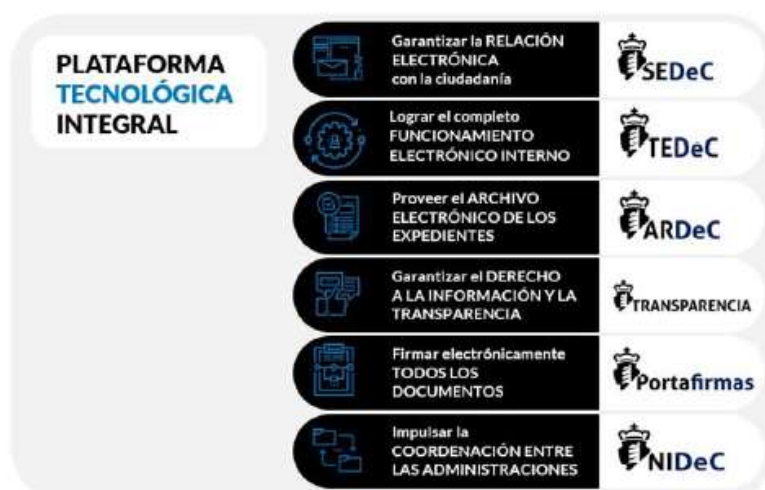 PLATAFORMA
TECNOLÓGICA
INTEGRAL
Garantizar la RELACIÓN
ELECTRÓNICA
con la ciudadanía
SEDeC
Lograr el completo
FUNCIONAMIENTO
ELECTRÓNICO INTERNO
TEDeC
Proveer el ARCHIVO
ELECTRÓNICO DE LOS
EXPEDIENTES
ARDeC
Garantizar el DERECHO
A LA INFORMACIÓN Y LA
TRANSPARENCIA
TRANSPARENCIA
Firmar electrónicamente
TODOS LOS
DOCUMENTOS
Portafirmas
Impulsar la
COORDENACIÓN ENTRE
LAS ADMINISTRACIONES
NIDeC